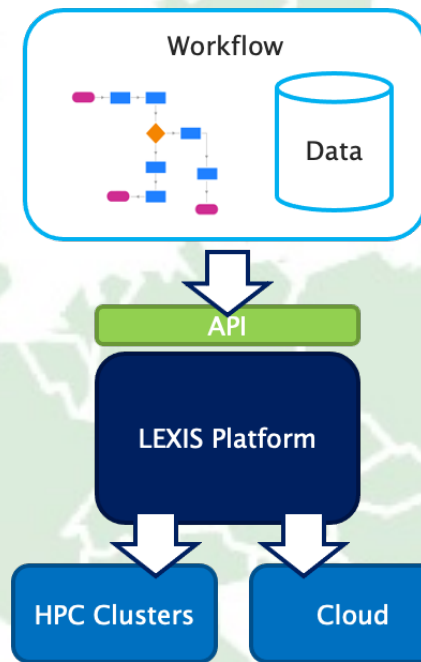 Workflow
Data
API
LEXIS Platform
HPC Clusters
Cloud